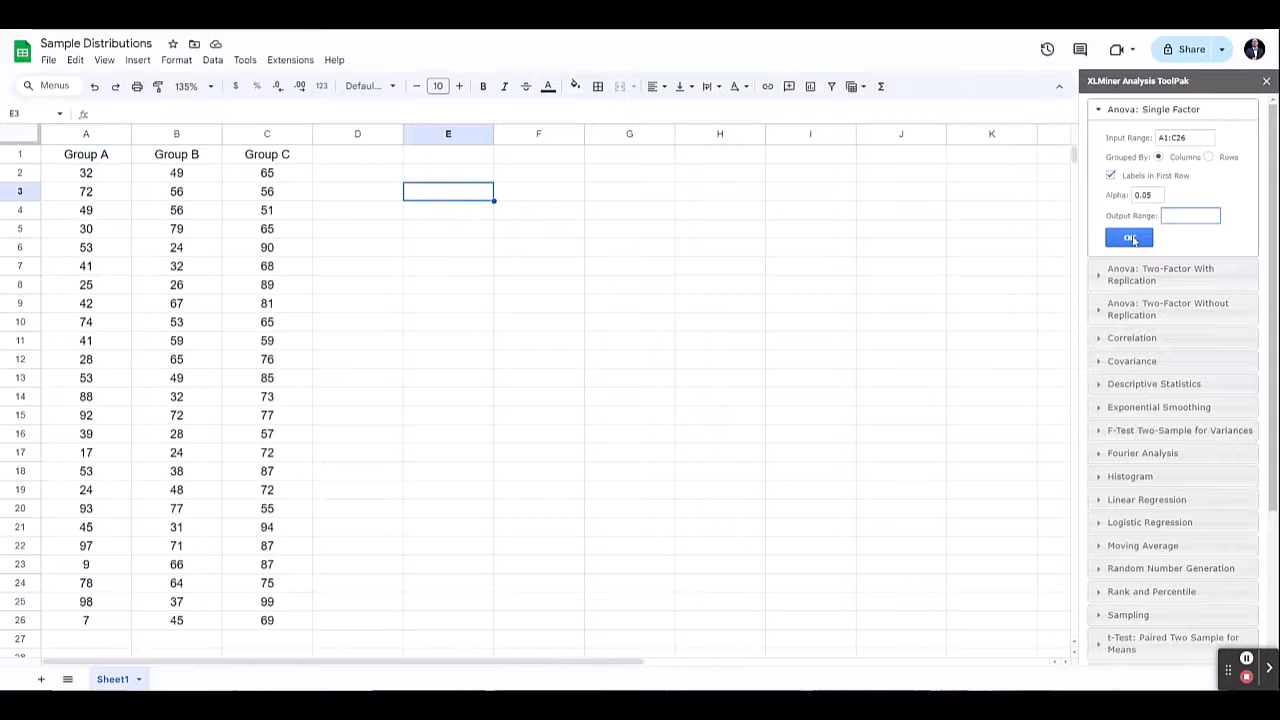 Sample Distributions
File Edit View Insert Format Data Tools Extensions Help
Share
Menus 135% $ % .0 .00 123 Defaul... 10 B I A Σ
E3 fx
A B C D E F G H I J K
1 Group A Group B Group C
2 32 49 65
3 72 56 56
4 49 56 51
5 30 79 65
6 53 24 90
7 41 32 68
8 25 26 89
9 42 67 81
10 74 53 65
11 41 59 59
12 28 65 76
13 53 49 85
14 88 32 73
15 92 72 77
16 39 28 57
17 17 24 72
18 53 38 87
19 24 48 72
20 93 77 55
21 45 31 94
22 97 71 87
23 9 66 87
24 78 64 75
25 98 37 99
26 7 45 69
27
28
Sheet1
XLMiner Analysis ToolPak
Anova: Single Factor
Input Range: A1:C26
Grouped By: Columns Rows
Labels in First Row
Alpha: 0.05
Output Range:
OK
Anova: Two-Factor With
Replication
Anova: Two-Factor Without
Replication
Correlation
Covariance
Descriptive Statistics
Exponential Smoothing
F-Test Two-Sample for Variances
Fourier Analysis
Histogram
Linear Regression
Logistic Regression
Moving Average
Random Number Generation
Rank and Percentile
Sampling
t-Test: Paired Two Sample for
Means